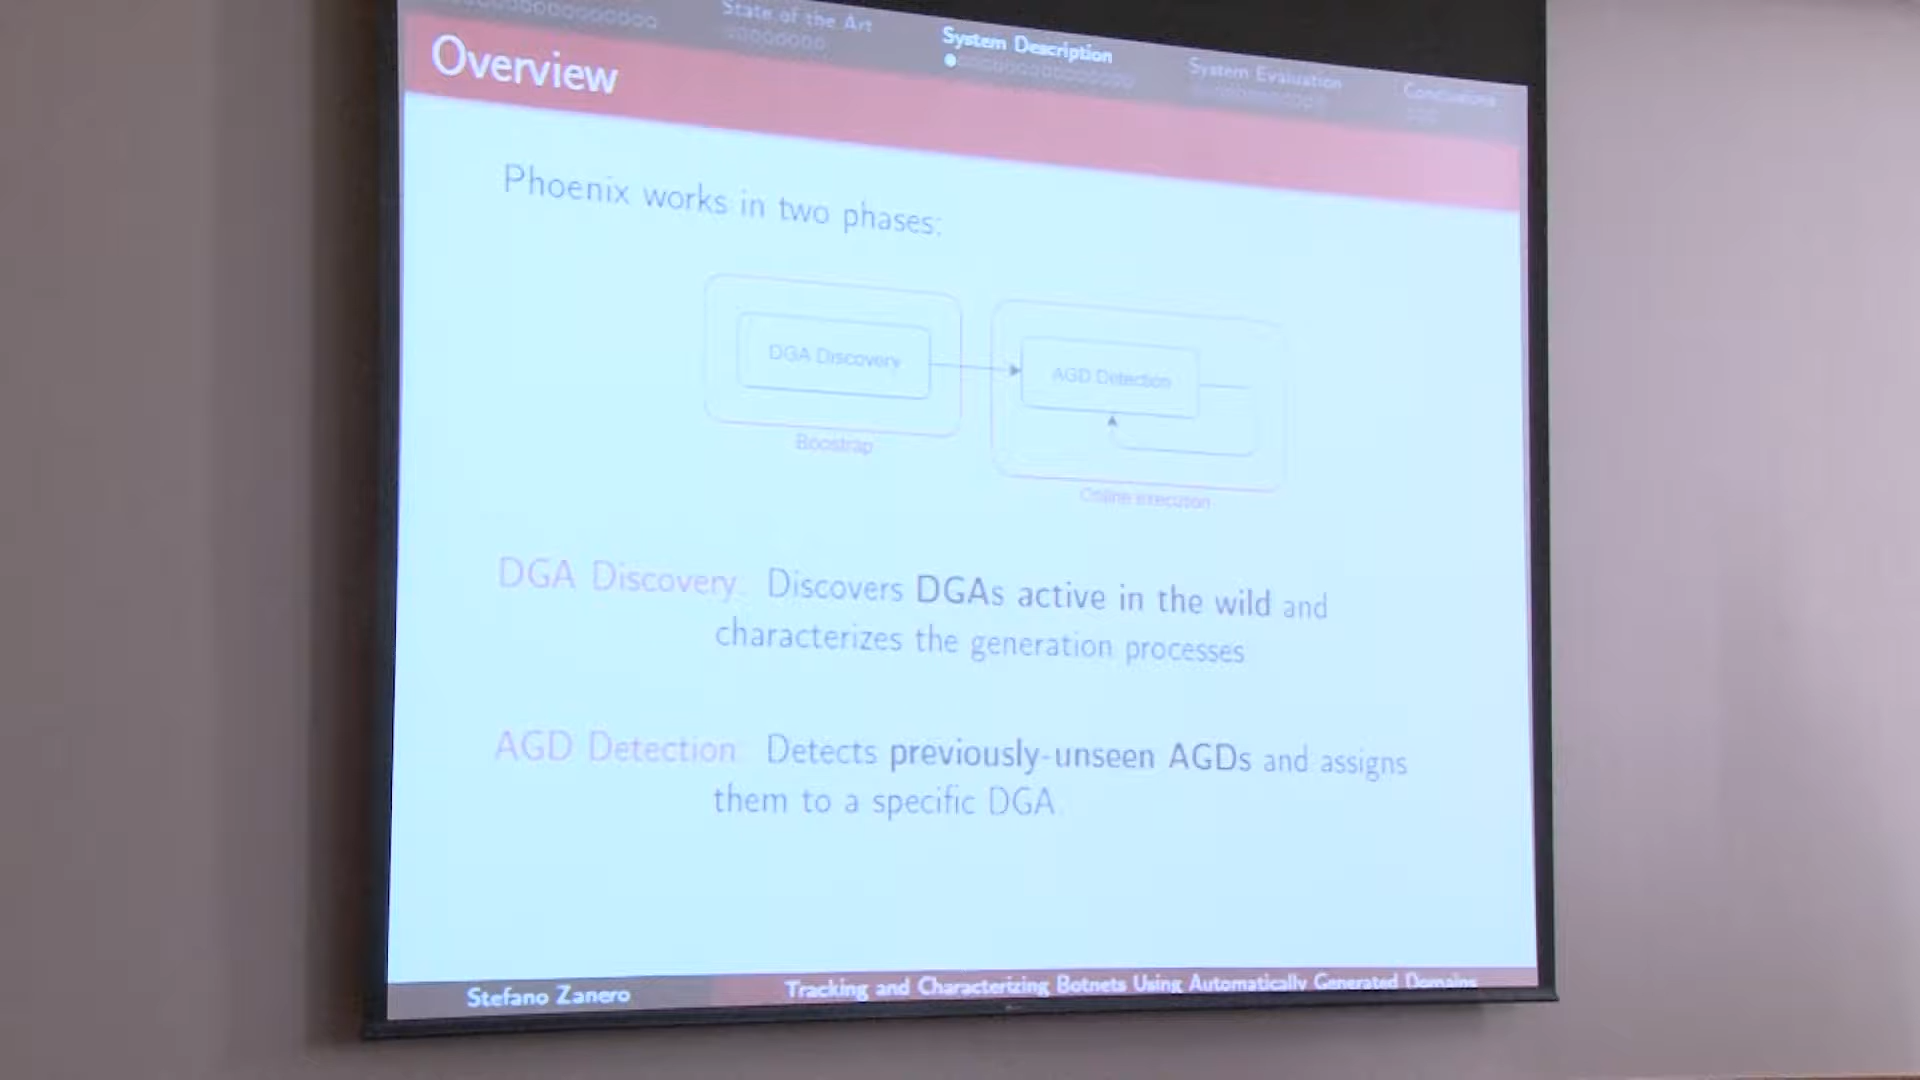 State of the Art
System Description
System Evaluation
Conclusions
Overview
Phoenix works in two phases:
DGA Discovery
AGD Detection
Boostrap
Online execution
DGA Discovery: Discovers DGAs active in the wild and
characterizes the generation processes
AGD Detection: Detects previously-unseen AGDs and assigns
them to a specific DGA.
Stefano Zanero
Tracking and Characterizing Botnets Using Automatically Generated Domains